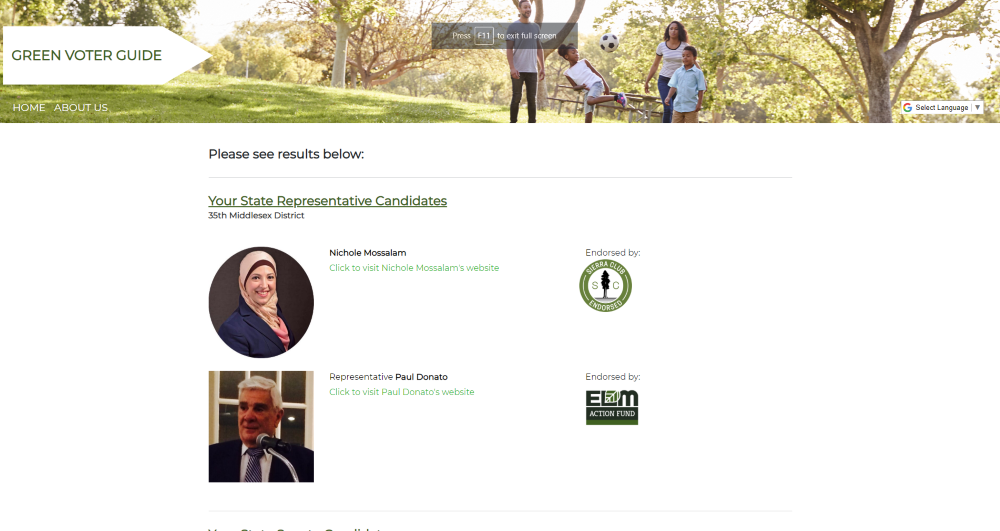 Press F11 to exit full screen
GREEN VOTER GUIDE
HOME ABOUT US
Select Language ▼
Please see results below:
Your State Representative Candidates
35th Middlesex District
Nichole Mossalam
Endorsed by:
Click to visit Nichole Mossalam's website
SIERRA CLUB
S C
ENDORSED
Representative Paul Donato
Endorsed by:
Click to visit Paul Donato's website
ELM
ACTION FUND